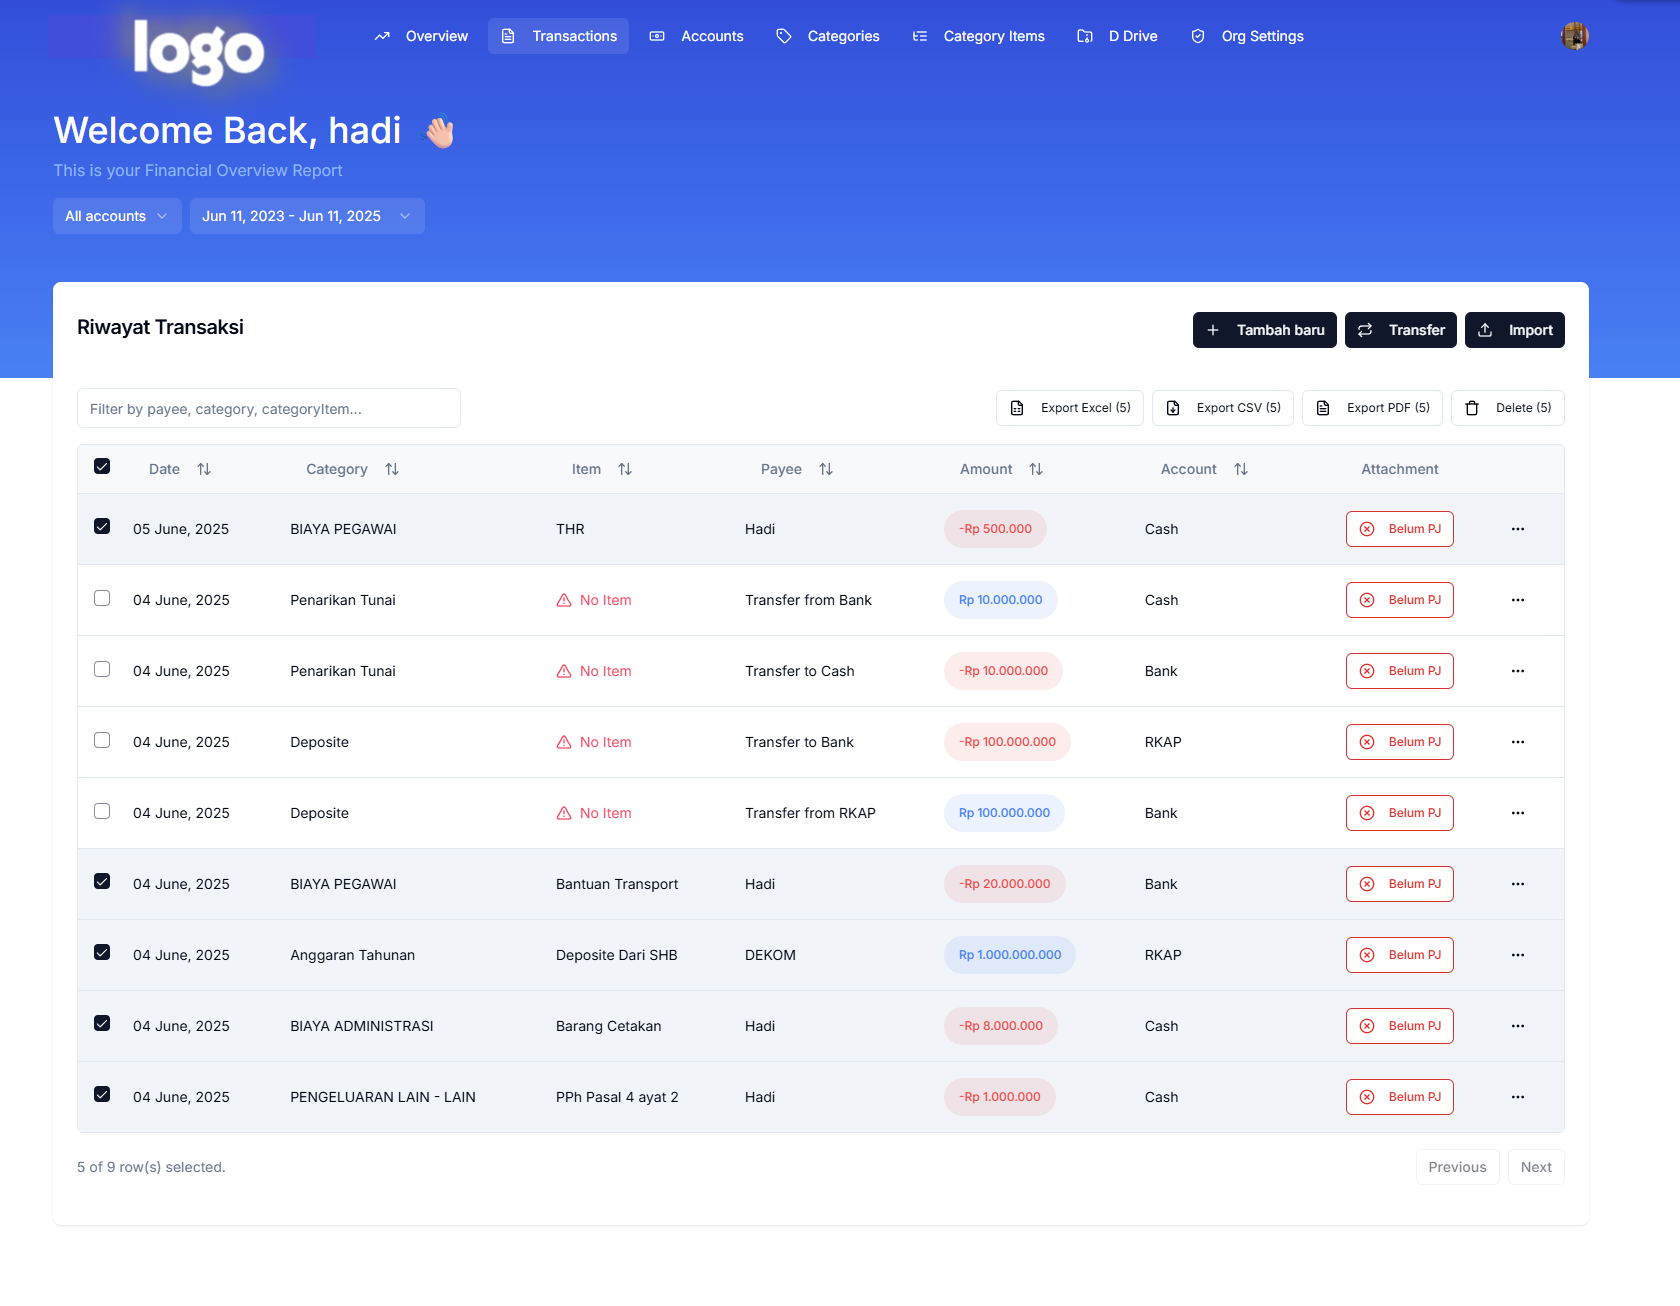 logo
Overview
Transactions
Accounts
Categories
Category Items
D Drive
Org Settings
Welcome Back, hadi 👋🏻
This is your Financial Overview Report
All accounts
Jun 11, 2023 - Jun 11, 2025
Riwayat Transaksi
Tambah baru
Transfer
Import
Filter by payee, category, categoryItem...
Export Excel (5)
Export CSV (5)
Export PDF (5)
Delete (5)
Date Category Item Payee Amount Account Attachment
05 June, 2025 BIAYA PEGAWAI THR Hadi -Rp 500.000 Cash Belum PJ
04 June, 2025 Penarikan Tunai No Item Transfer from Bank Rp 10.000.000 Cash Belum PJ
04 June, 2025 Penarikan Tunai No Item Transfer to Cash -Rp 10.000.000 Bank Belum PJ
04 June, 2025 Deposite No Item Transfer to Bank -Rp 100.000.000 RKAP Belum PJ
04 June, 2025 Deposite No Item Transfer from RKAP Rp 100.000.000 Bank Belum PJ
04 June, 2025 BIAYA PEGAWAI Bantuan Transport Hadi -Rp 20.000.000 Bank Belum PJ
04 June, 2025 Anggaran Tahunan Deposite Dari SHB DEKOM Rp 1.000.000.000 RKAP Belum PJ
04 June, 2025 BIAYA ADMINISTRASI Barang Cetakan Hadi -Rp 8.000.000 Cash Belum PJ
04 June, 2025 PENGELUARAN LAIN - LAIN PPh Pasal 4 ayat 2 Hadi -Rp 1.000.000 Cash Belum PJ
5 of 9 row(s) selected.
Previous
Next